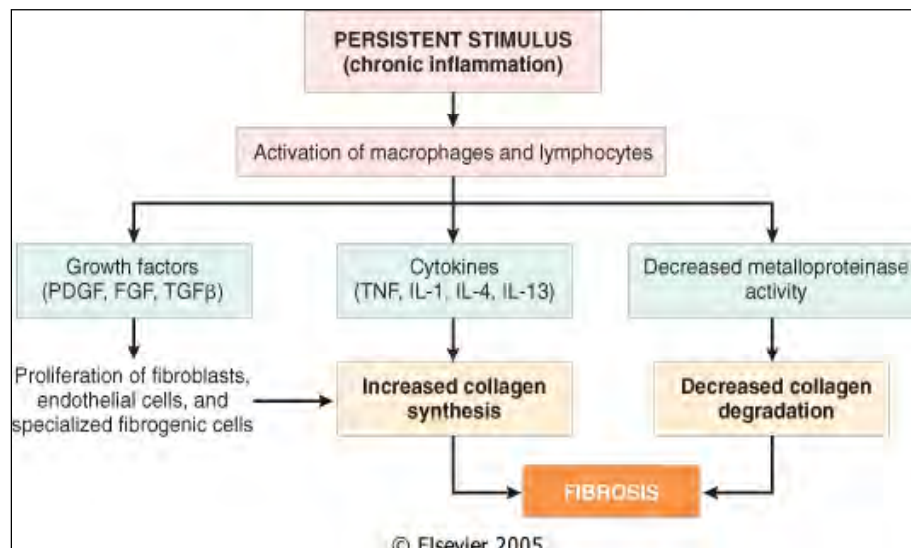 PERSISTENT STIMULUS
(chronic inflammation)
Activation of macrophages and lymphocytes
Growth factors
(PDGF, FGF, TGFβ)
Cytokines
(TNF, IL-1, IL-4, IL-13)
Decreased metalloproteinase
activity
Proliferation of fibroblasts,
endothelial cells, and
specialized fibrogenic cells
Increased collagen
synthesis
Decreased collagen
degradation
FIBROSIS
© Elsevier 2005